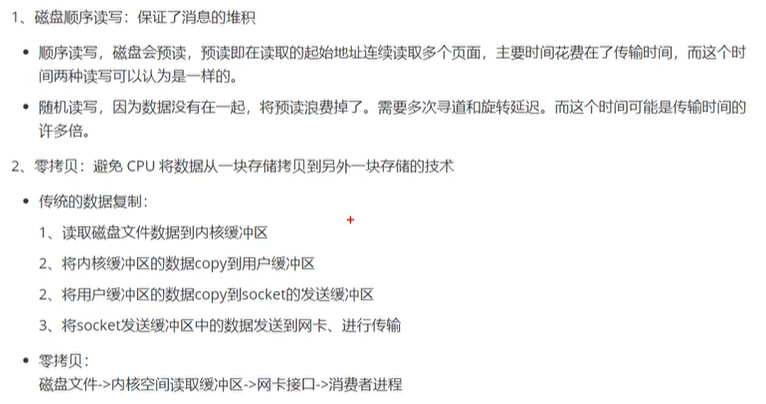 1、磁盘顺序读写：保证了消息的堆积
顺序读写，磁盘会预读，预读即在读取的起始地址连续读取多个页面，主要时间花费在了传输时间，而这个时
间两种读写可以认为是一样的。
随机读写，因为数据没有在一起，将预读浪费掉了。需要多次寻道和旋转延迟。而这个时间可能是传输时间的
许多倍。
2、零拷贝：避免 CPU 将数据从一块存储拷贝到另外一块存储的技术
传统的数据复制：
1、读取磁盘文件数据到内核缓冲区
2、将内核缓冲区的数据copy到用户缓冲区
2、将用户缓冲区的数据copy到socket的发送缓冲区
3、将socket发送缓冲区中的数据发送到网卡、进行传输
零拷贝：
磁盘文件->内核空间读取缓冲区->网卡接口->消费者进程